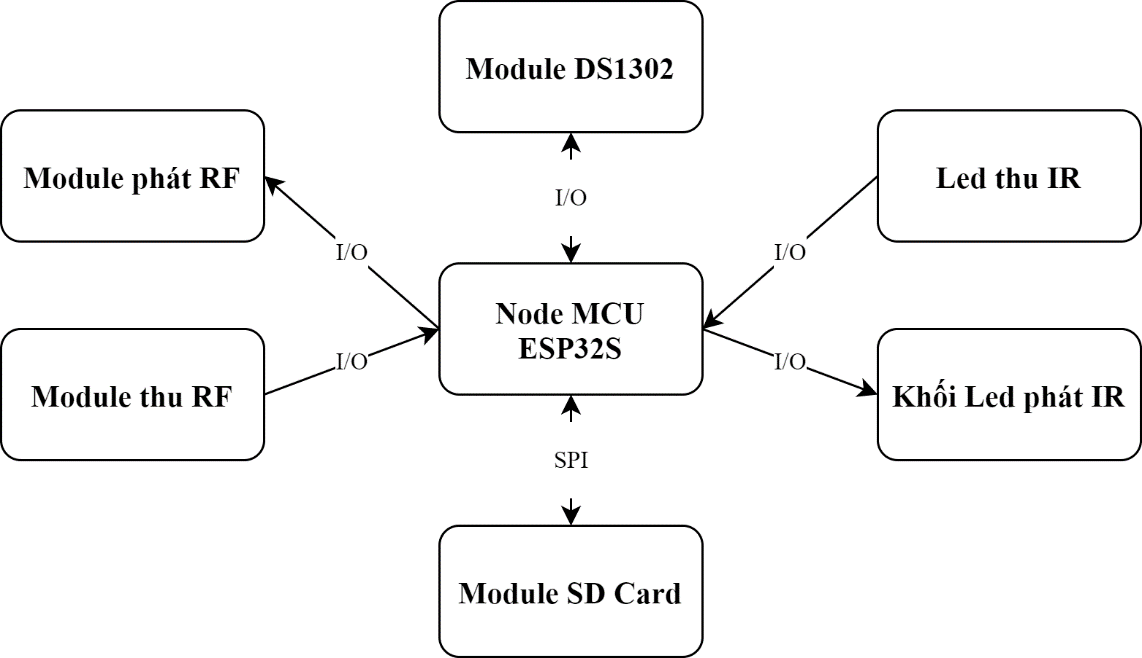 Module DS1302
Module phát RF
Led thu IR
I/O
I/O
I/O
Node MCU
ESP32S
I/O
I/O
Module thu RF
Khối Led phát IR
SPI
Module SD Card